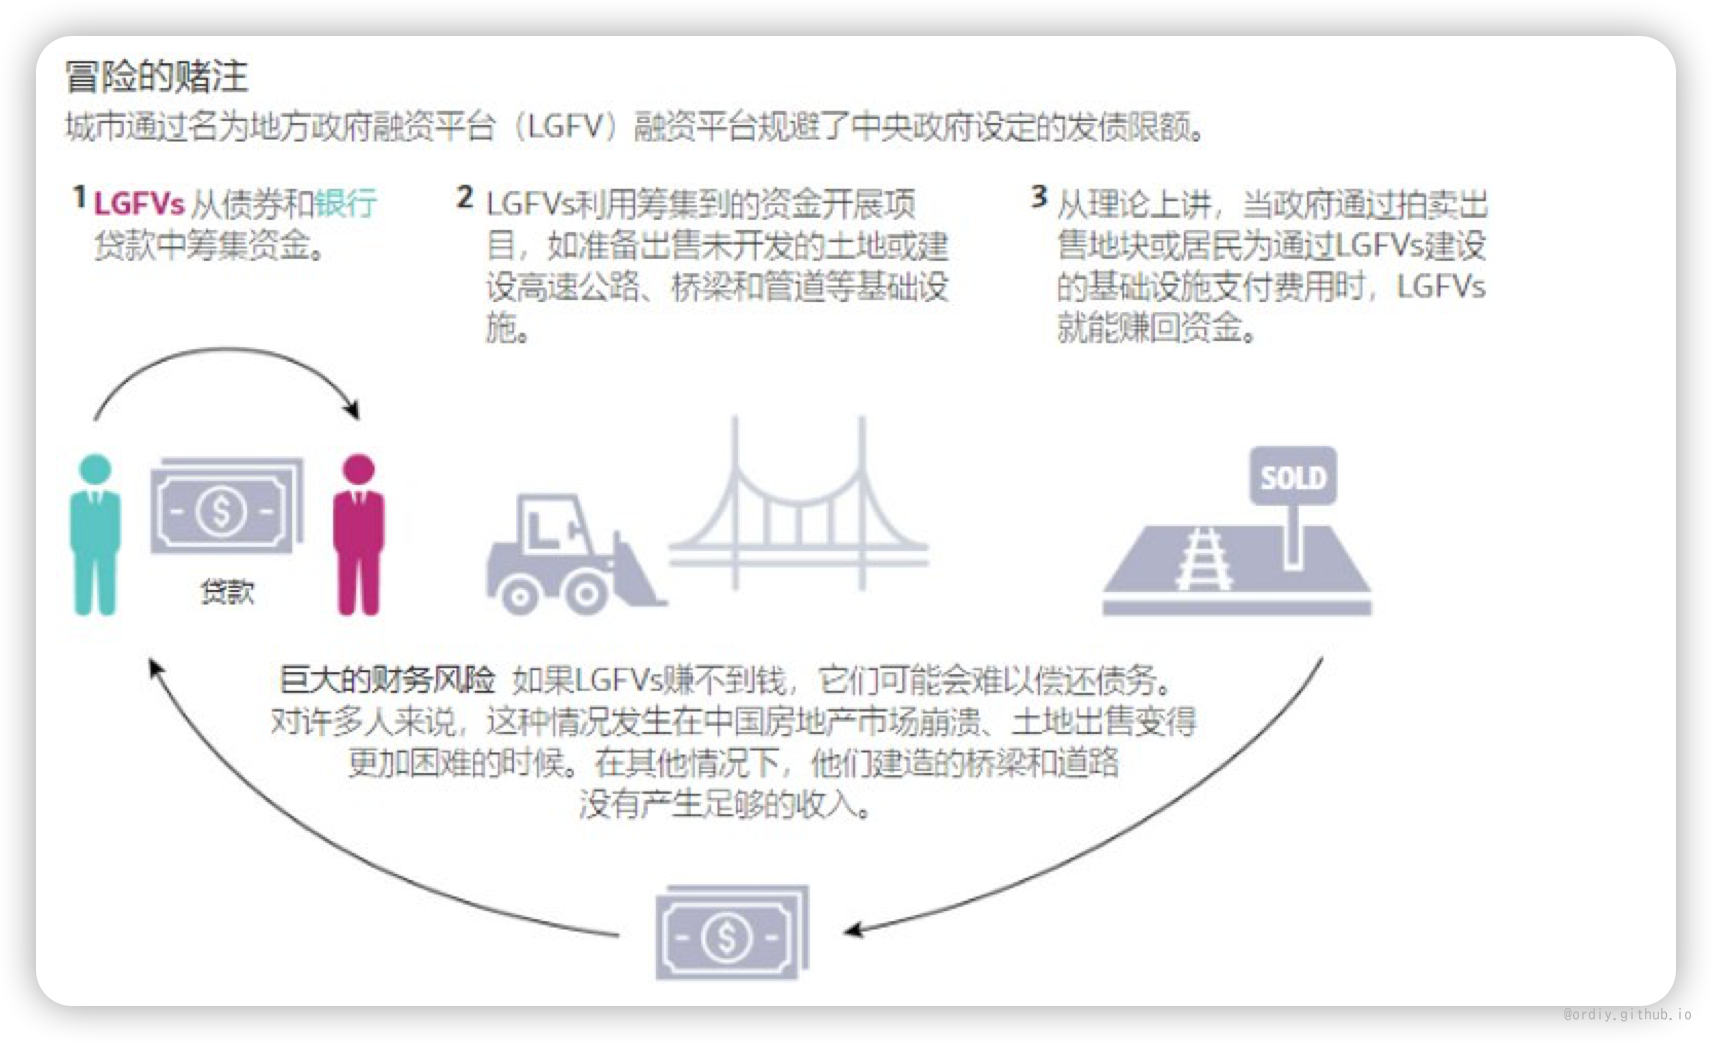 冒险的赌注
城市通过名为地方政府融资平台（LGFV）融资平台规避了中央政府设定的发债限额。
1 LGFVs 从债券和银行
贷款中筹集资金。
2 LGFVs利用筹集到的资金开展项
目，如准备出售未开发的土地或建
设高速公路、桥梁和管道等基础设
施。
3 从理论上讲，当政府通过拍卖出
售地块或居民为通过LGFVs建设
的基础设施支付费用时，LGFVs
就能赚回资金。
贷款
SOLD
巨大的财务风险 如果LGFVs赚不到钱，它们可能会难以偿还债务。
对许多人来说，这种情况发生在中国房地产市场崩溃、土地出售变得
更加困难的时候。在其他情况下，他们建造的桥梁和道路
没有产生足够的收入。
@ordiy.github.io